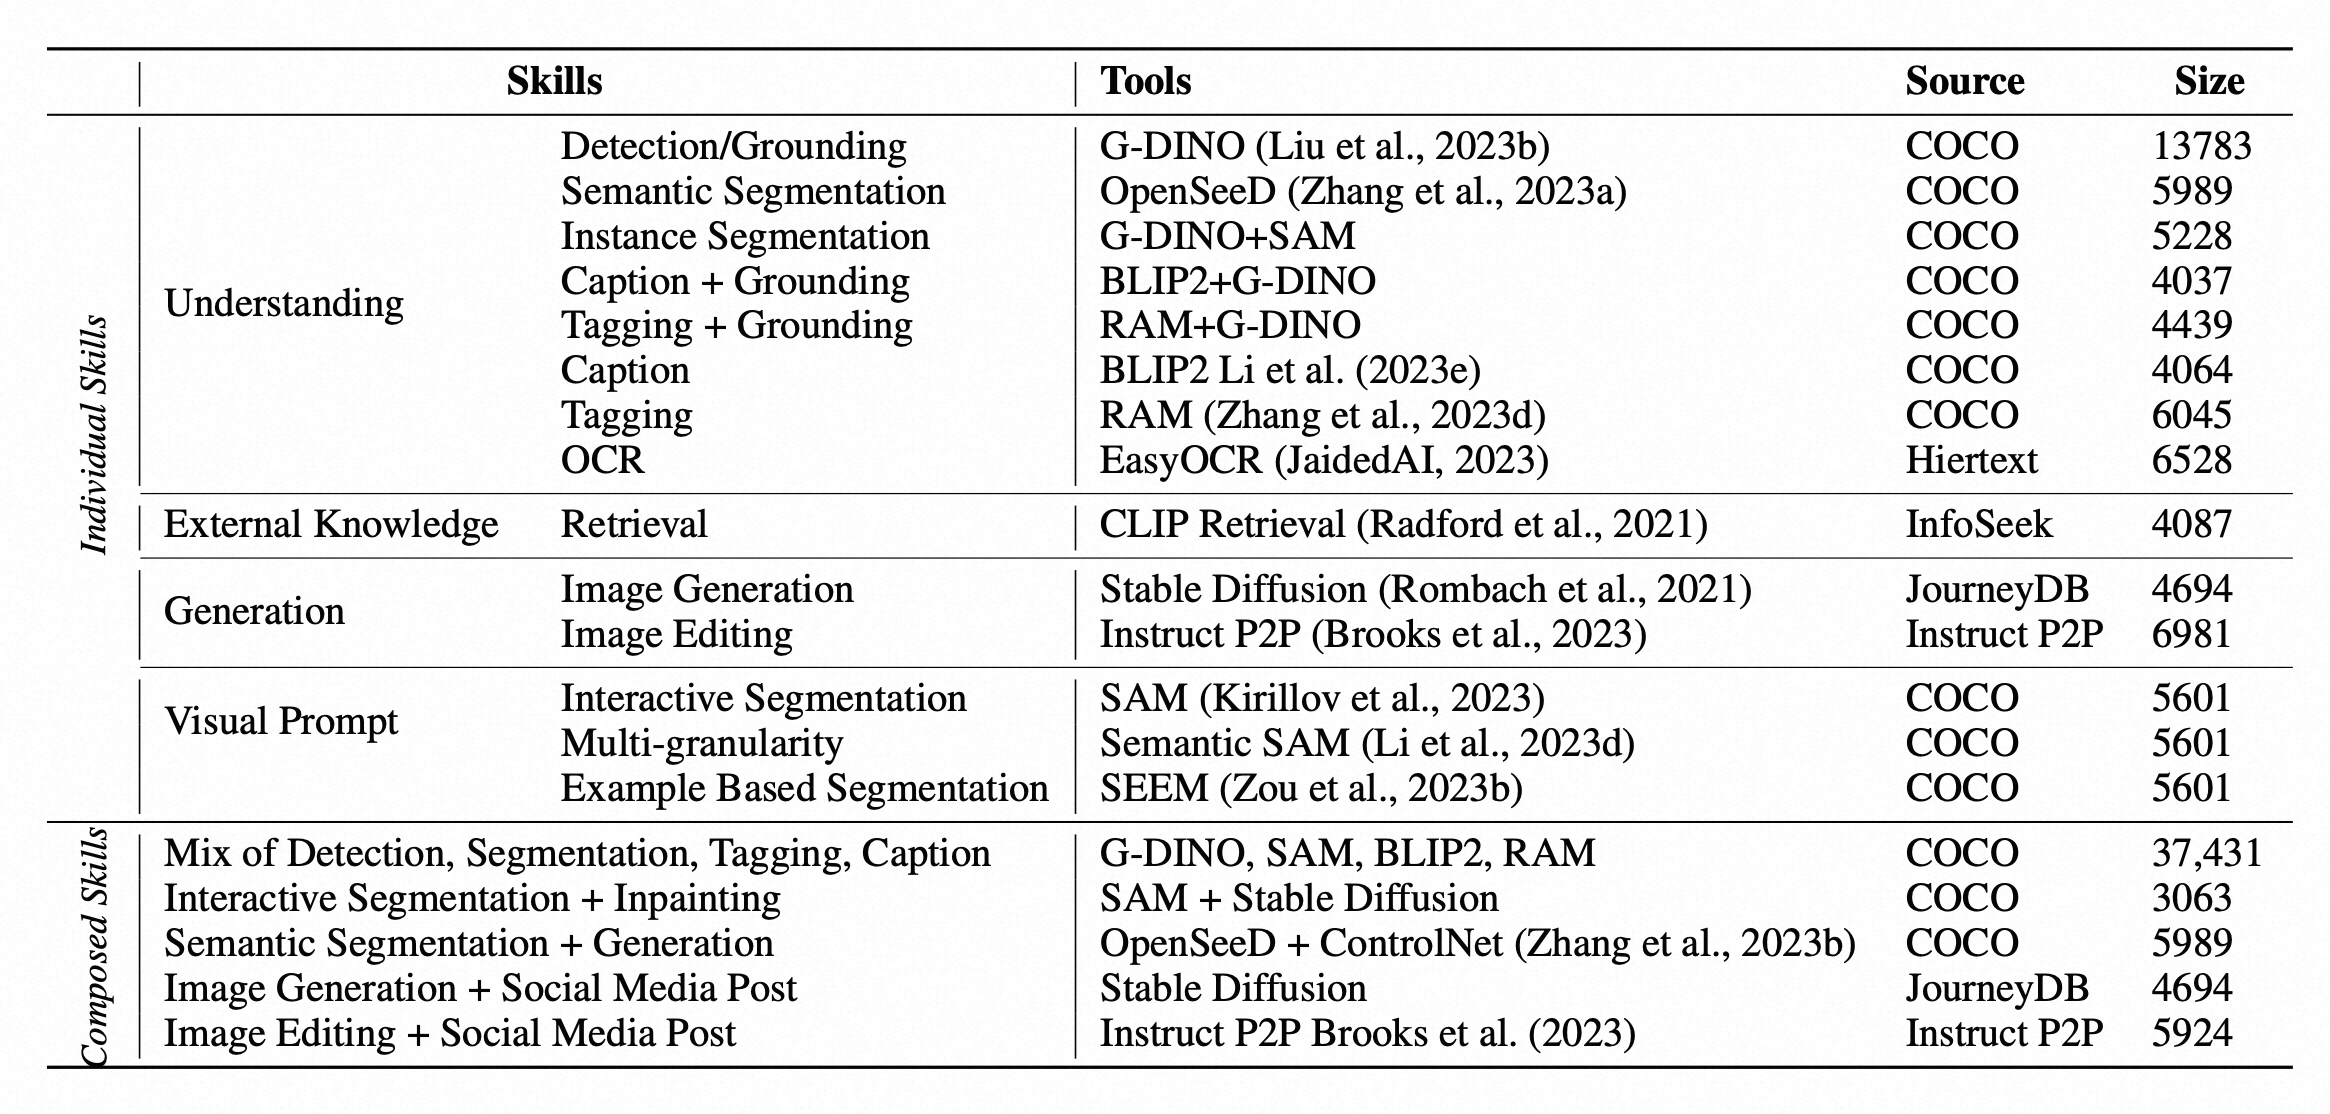 Skills Tools Source Size
Individual Skills
Understanding
Detection/Grounding G-DINO (Liu et al., 2023b) COCO 13783
Semantic Segmentation OpenSeeD (Zhang et al., 2023a) COCO 5989
Instance Segmentation G-DINO+SAM COCO 5228
Caption + Grounding BLIP2+G-DINO COCO 4037
Tagging + Grounding RAM+G-DINO COCO 4439
Caption BLIP2 Li et al. (2023e) COCO 4064
Tagging RAM (Zhang et al., 2023d) COCO 6045
OCR EasyOCR (JaidedAI, 2023) Hiertext 6528
External Knowledge Retrieval CLIP Retrieval (Radford et al., 2021) InfoSeek 4087
Generation
Image Generation Stable Diffusion (Rombach et al., 2021) JourneyDB 4694
Image Editing Instruct P2P (Brooks et al., 2023) Instruct P2P 6981
Visual Prompt
Interactive Segmentation SAM (Kirillov et al., 2023) COCO 5601
Multi-granularity Semantic SAM (Li et al., 2023d) COCO 5601
Example Based Segmentation SEEM (Zou et al., 2023b) COCO 5601
Composed Skills
Mix of Detection, Segmentation, Tagging, Caption G-DINO, SAM, BLIP2, RAM COCO 37,431
Interactive Segmentation + Inpainting SAM + Stable Diffusion COCO 3063
Semantic Segmentation + Generation OpenSeeD + ControlNet (Zhang et al., 2023b) COCO 5989
Image Generation + Social Media Post Stable Diffusion JourneyDB 4694
Image Editing + Social Media Post Instruct P2P Brooks et al. (2023) Instruct P2P 5924